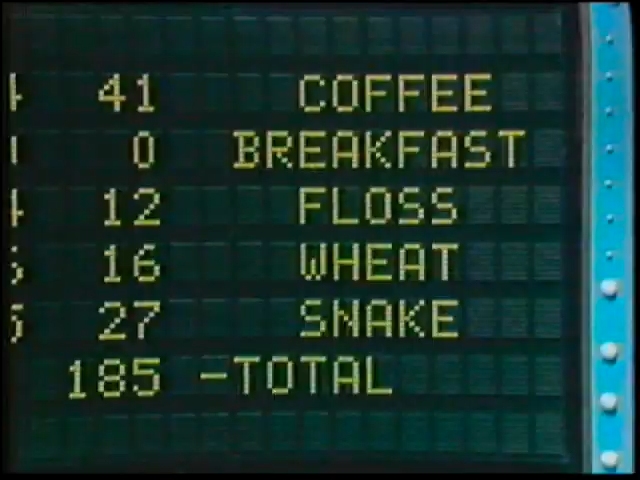 41 COFFEE
0 BREAKFAST
12 FLOSS
16 WHEAT
27 SNAKE
185 -TOTAL